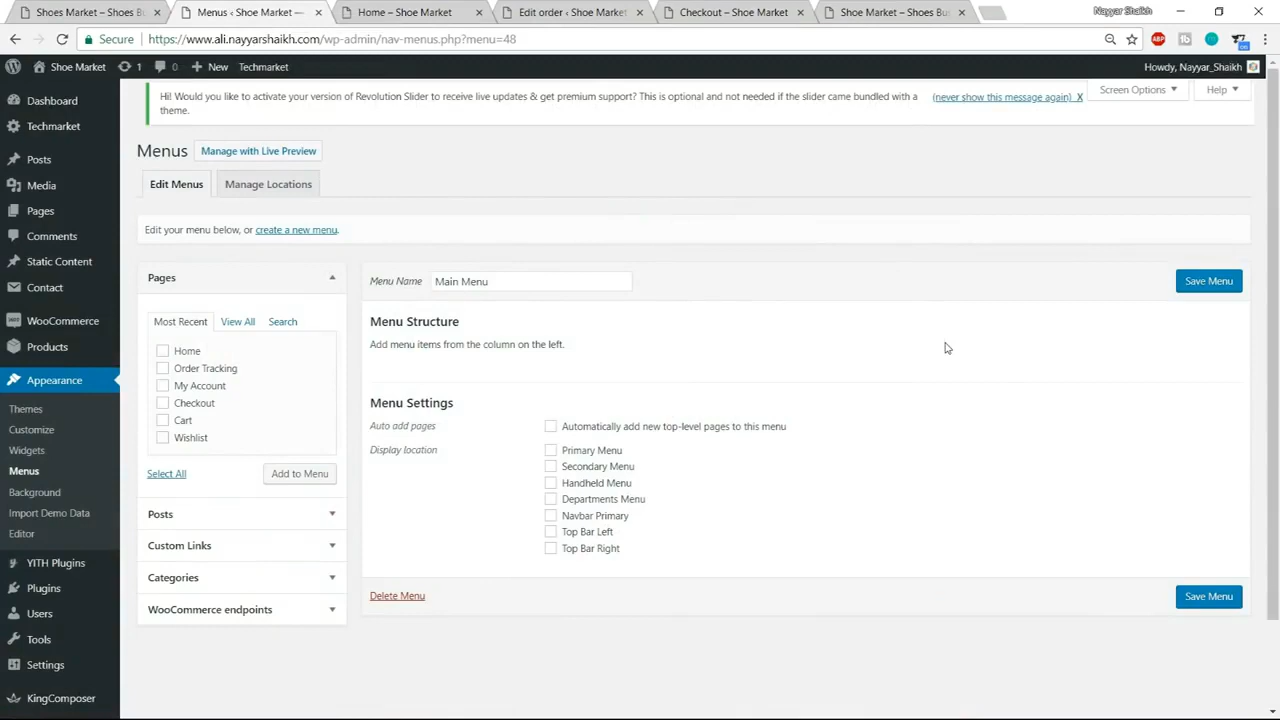 Shoes Market – Shoes B
Menus ‹ Shoe Market —
Home – Shoe Market
Edit order ‹ Shoe Market
Checkout – Shoe Market
Shoe Market – Shoes Bu
Nayyar Shaikh
Secure
https://www.ali.nayyarshaikh.com/wp-admin/nav-menus.php?menu=48
ABP
Shoe Market
1
0
New
Techmarket
Howdy, Nayyar_Shaikh
Hi! Would you like to activate your version of Revolution Slider to receive live updates & get premium support? This is optional and not needed if the slider came bundled with a
theme.
(never show this message again) X
Screen Options
Help
Dashboard
Techmarket
Posts
Media
Pages
Comments
Static Content
Contact
WooCommerce
Products
Appearance
Themes
Customize
Widgets
Menus
Background
Import Demo Data
Editor
YITH Plugins
Plugins
Users
Tools
Settings
KingComposer
Menus
Manage with Live Preview
Edit Menus
Manage Locations
Edit your menu below, or create a new menu.
Pages
Most Recent
View All
Search
Home
Order Tracking
My Account
Checkout
Cart
Wishlist
Select All
Add to Menu
Posts
Custom Links
Categories
WooCommerce endpoints
Menu Name
Main Menu
Save Menu
Menu Structure
Add menu items from the column on the left.
Menu Settings
Auto add pages
Automatically add new top-level pages to this menu
Display location
Primary Menu
Secondary Menu
Handheld Menu
Departments Menu
Navbar Primary
Top Bar Left
Top Bar Right
Delete Menu
Save Menu